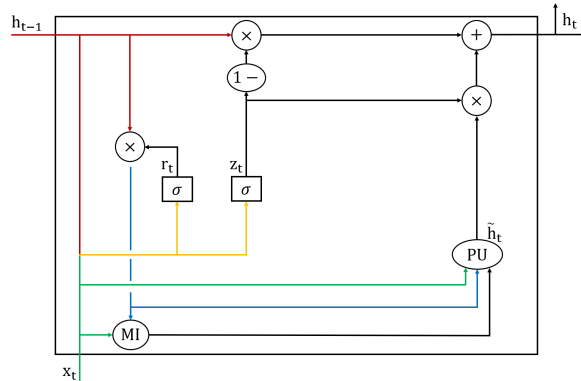 h_{t−1}
×
+
h_t
1 −
×
×
r_t
z_t
σ
σ
h̃_t
PU
MI
x_t